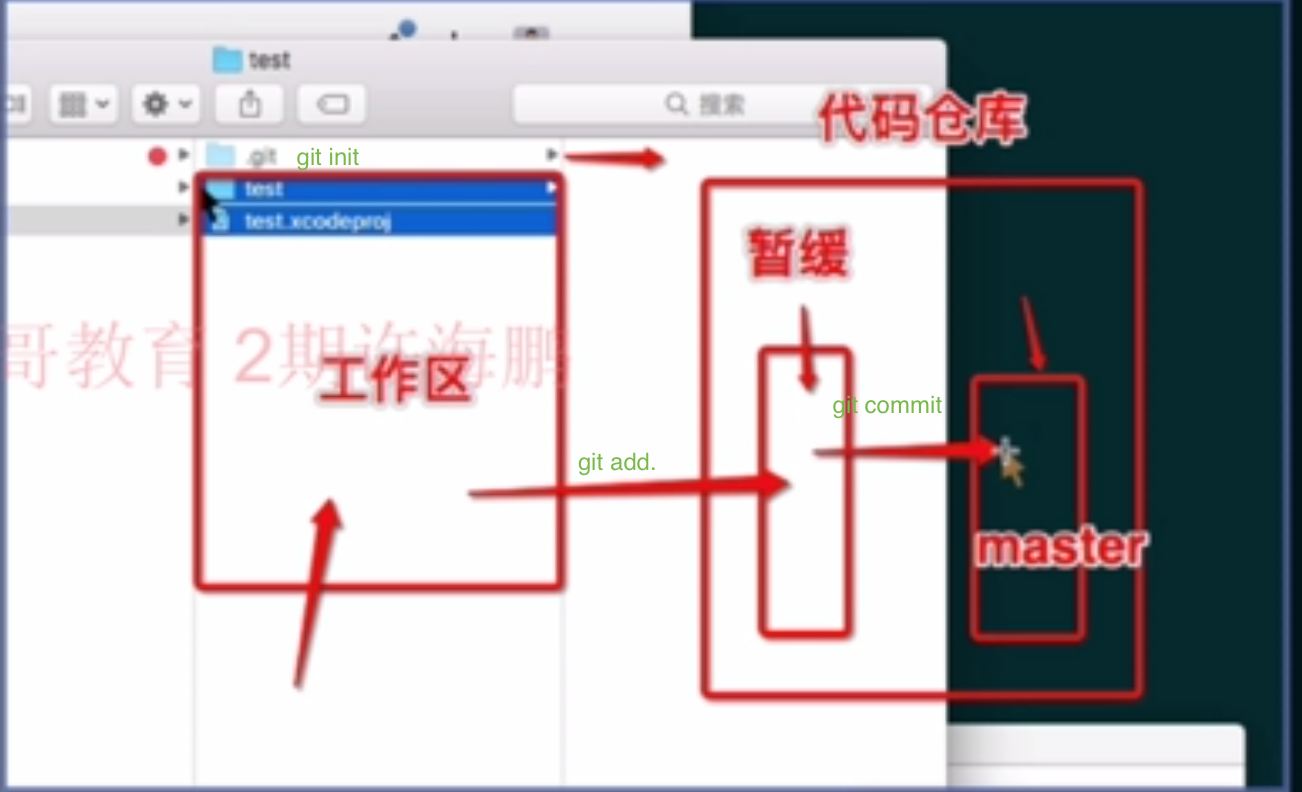 test
搜索
代码仓库
.git git init
test
test.xcodeproj
暂缓
哥教育 2期许海鹏
工作区
git commit
git add.
master